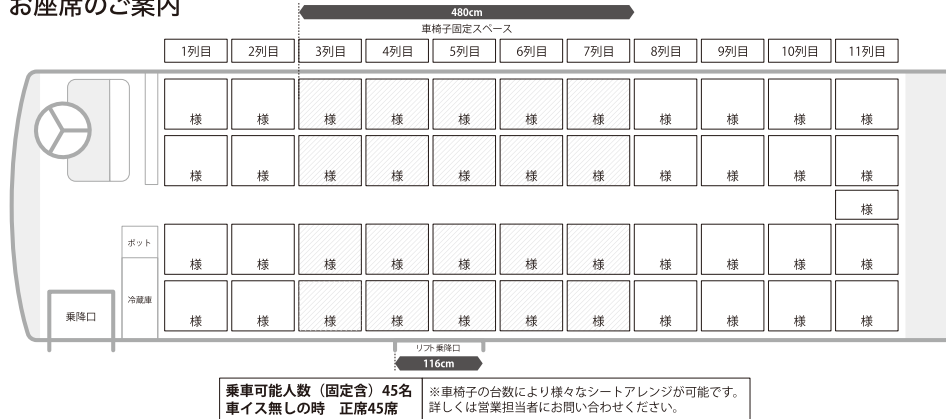 お座席のご案内
480cm
車椅子固定スペース
1列目 2列目 3列目 4列目 5列目 6列目 7列目 8列目 9列目 10列目 11列目
様 様 様 様 様 様 様 様 様 様 様
様 様 様 様 様 様 様 様 様 様 様
様
ポット
様 様 様 様 様 様 様 様 様 様 様
冷蔵庫
乗降口
様 様 様 様 様 様 様 様 様 様 様
リフト乗降口
116cm
乗車可能人数（固定含）45名
車イス無しの時　正席45席
※車椅子の台数により様々なシートアレンジが可能です。
詳しくは営業担当者にお問い合わせください。